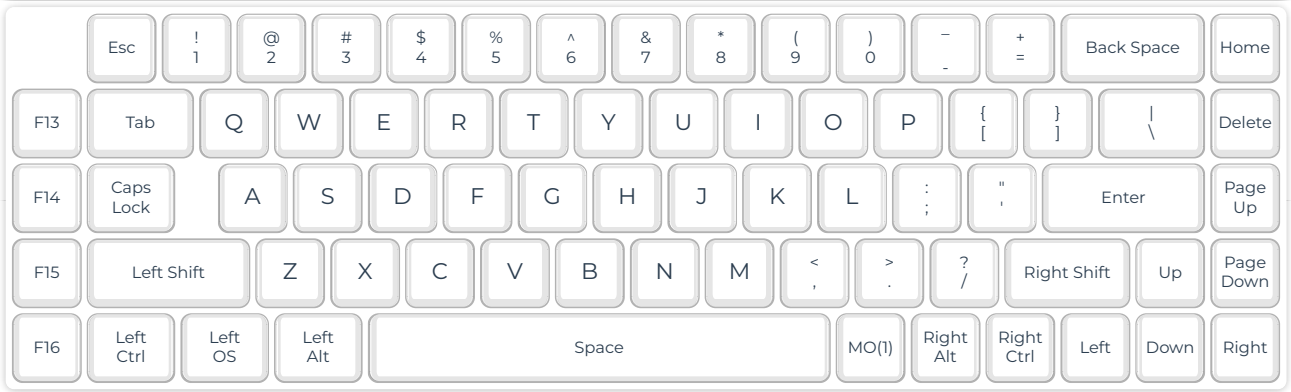 Esc ! @ # $ % ^ & * ( ) _ + Back Space Home
1 2 3 4 5 6 7 8 9 0 - =
F13 Tab Q W E R T Y U I O P { } | Delete
[ ] \
F14 Caps Lock A S D F G H J K L : " Enter Page Up
; '
F15 Left Shift Z X C V B N M < > ? Right Shift Up Page Down
, . /
F16 Left Ctrl Left OS Left Alt Space MO(1) Right Alt Right Ctrl Left Down Right